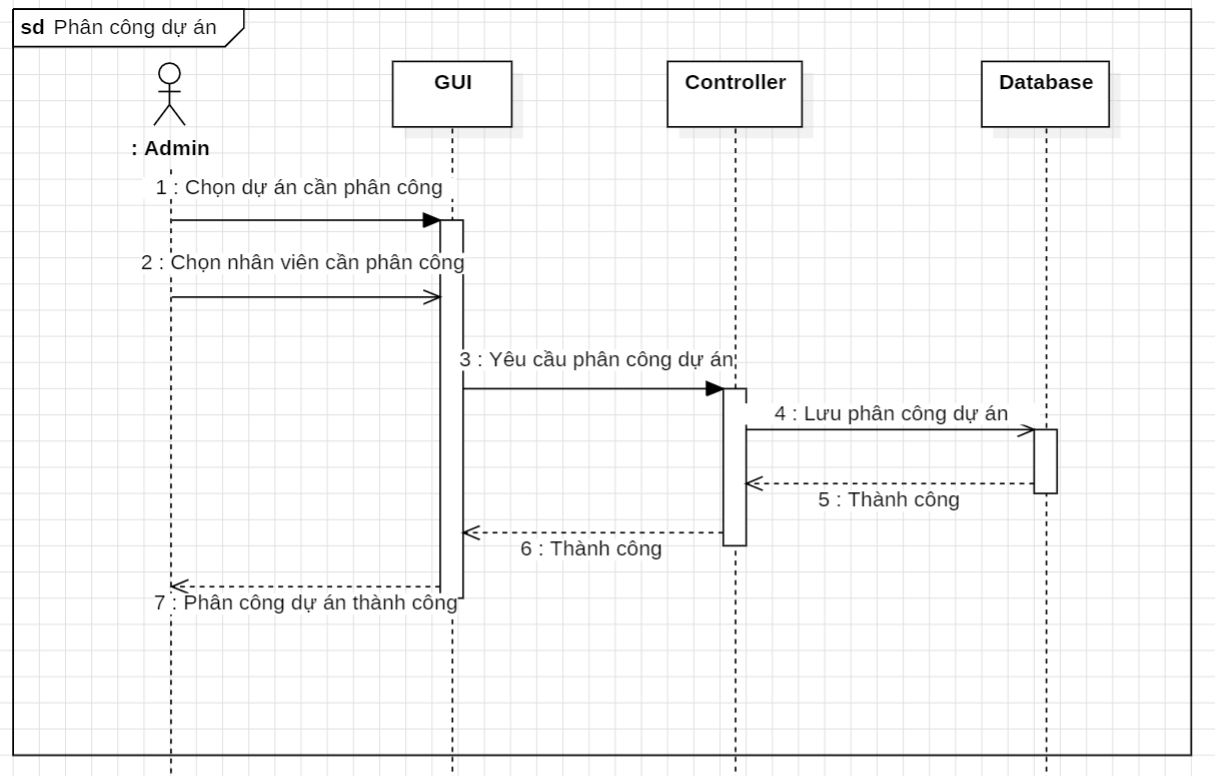 sd Phân công dự án
GUI
Controller
Database
: Admin
1 : Chọn dự án cần phân công
2 : Chọn nhân viên cần phân công
3 : Yêu cầu phân công dự án
4 : Lưu phân công dự án
5 : Thành công
6 : Thành công
7 : Phân công dự án thành công